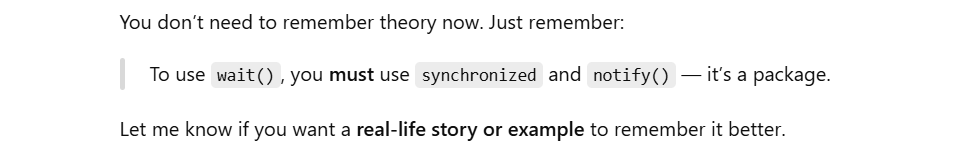 You don’t need to remember theory now. Just remember:
To use wait(), you must use synchronized and notify() — it’s a package.
Let me know if you want a real-life story or example to remember it better.